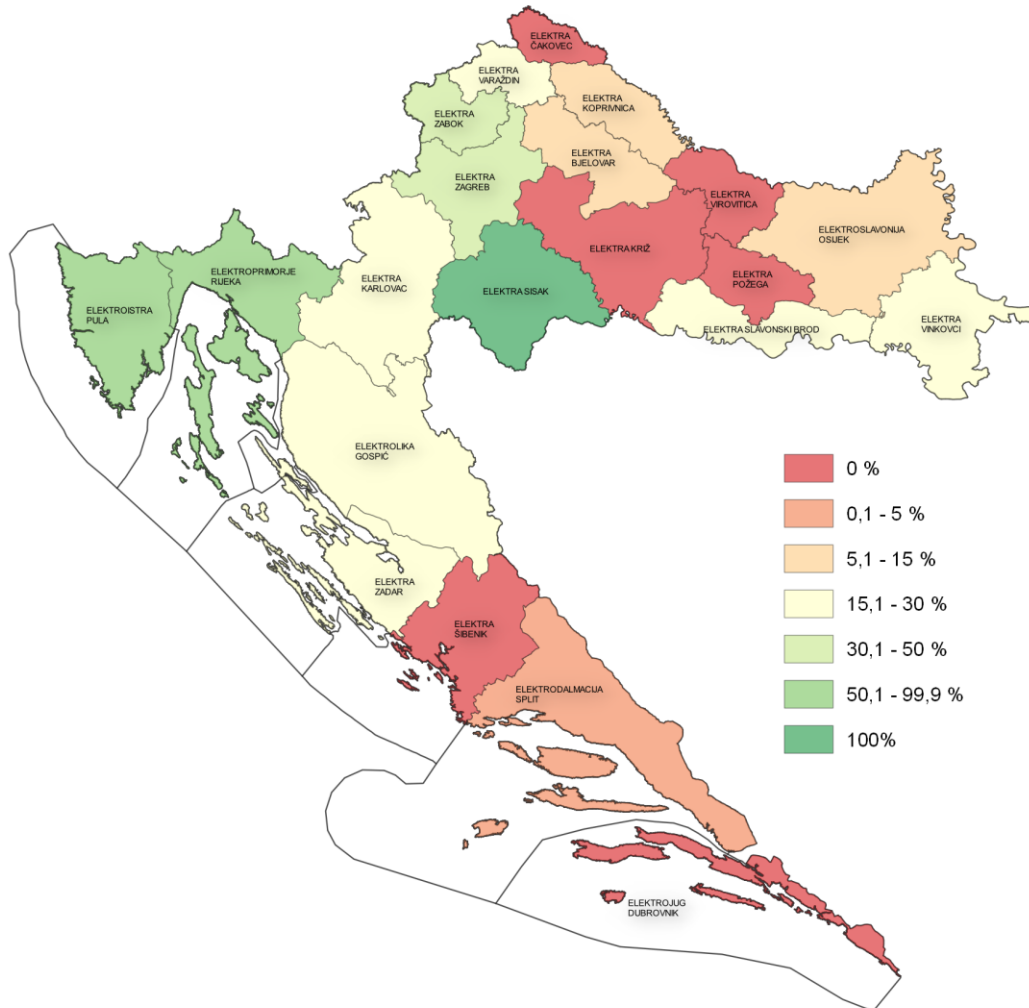 ELEKTRA
ČAKOVEC
ELEKTRA
VARAŽDIN
ELEKTRA
KOPRIVNICA
ELEKTRA
ZABOK
ELEKTRA
BJELOVAR
ELEKTRA
ZAGREB
ELEKTRA
VIROVITICA
ELEKTROSLAVONIJA
OSIJEK
ELEKTRA KRIŽ
ELEKTROPRIMORJE
RIJEKA
ELEKTRA
KARLOVAC
ELEKTRA
POŽEGA
ELEKTRA SISAK
ELEKTROISTRA
PULA
ELEKTRA
VINKOVCI
ELEKTRA SLAVONSKI BROD
ELEKTROLIKA
GOSPIĆ
0 %
0,1 - 5 %
5,1 - 15 %
15,1 - 30 %
30,1 - 50 %
50,1 - 99,9 %
100%
ELEKTRA
ZADAR
ELEKTRA
ŠIBENIK
ELEKTRODALMACIJA
SPLIT
ELEKTROJUG
DUBROVNIK